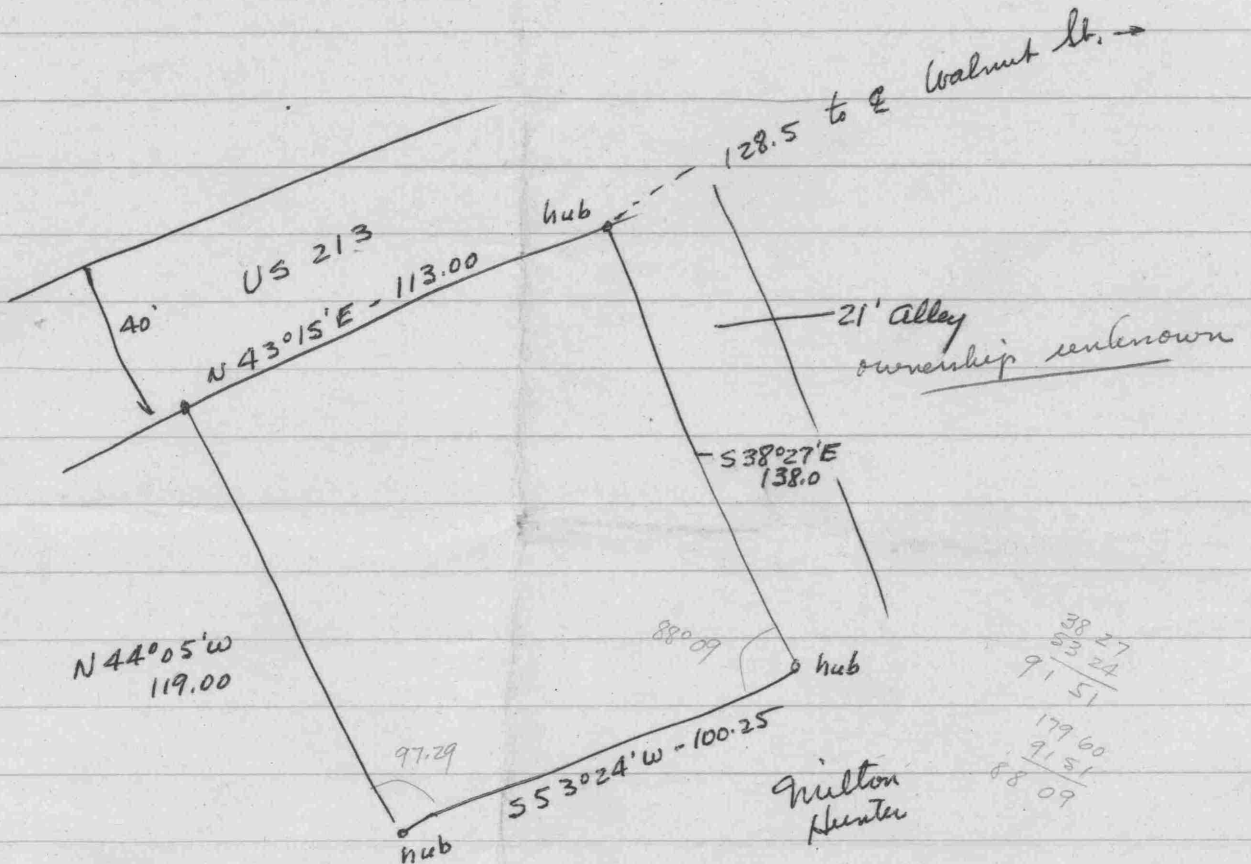 128.5 to ℄ Walnut St. →
hub
US 213
40'
N 43°15'E - 113.00
21' alley
ownership unknown
S 38°27'E
138.0
N 44°05'W
119.00
88°09
hub
97.29
S 53°24'W - 100.25
hub
Milton
Hunter
38 27
53 24
91 51
179 60
91 51
88 09